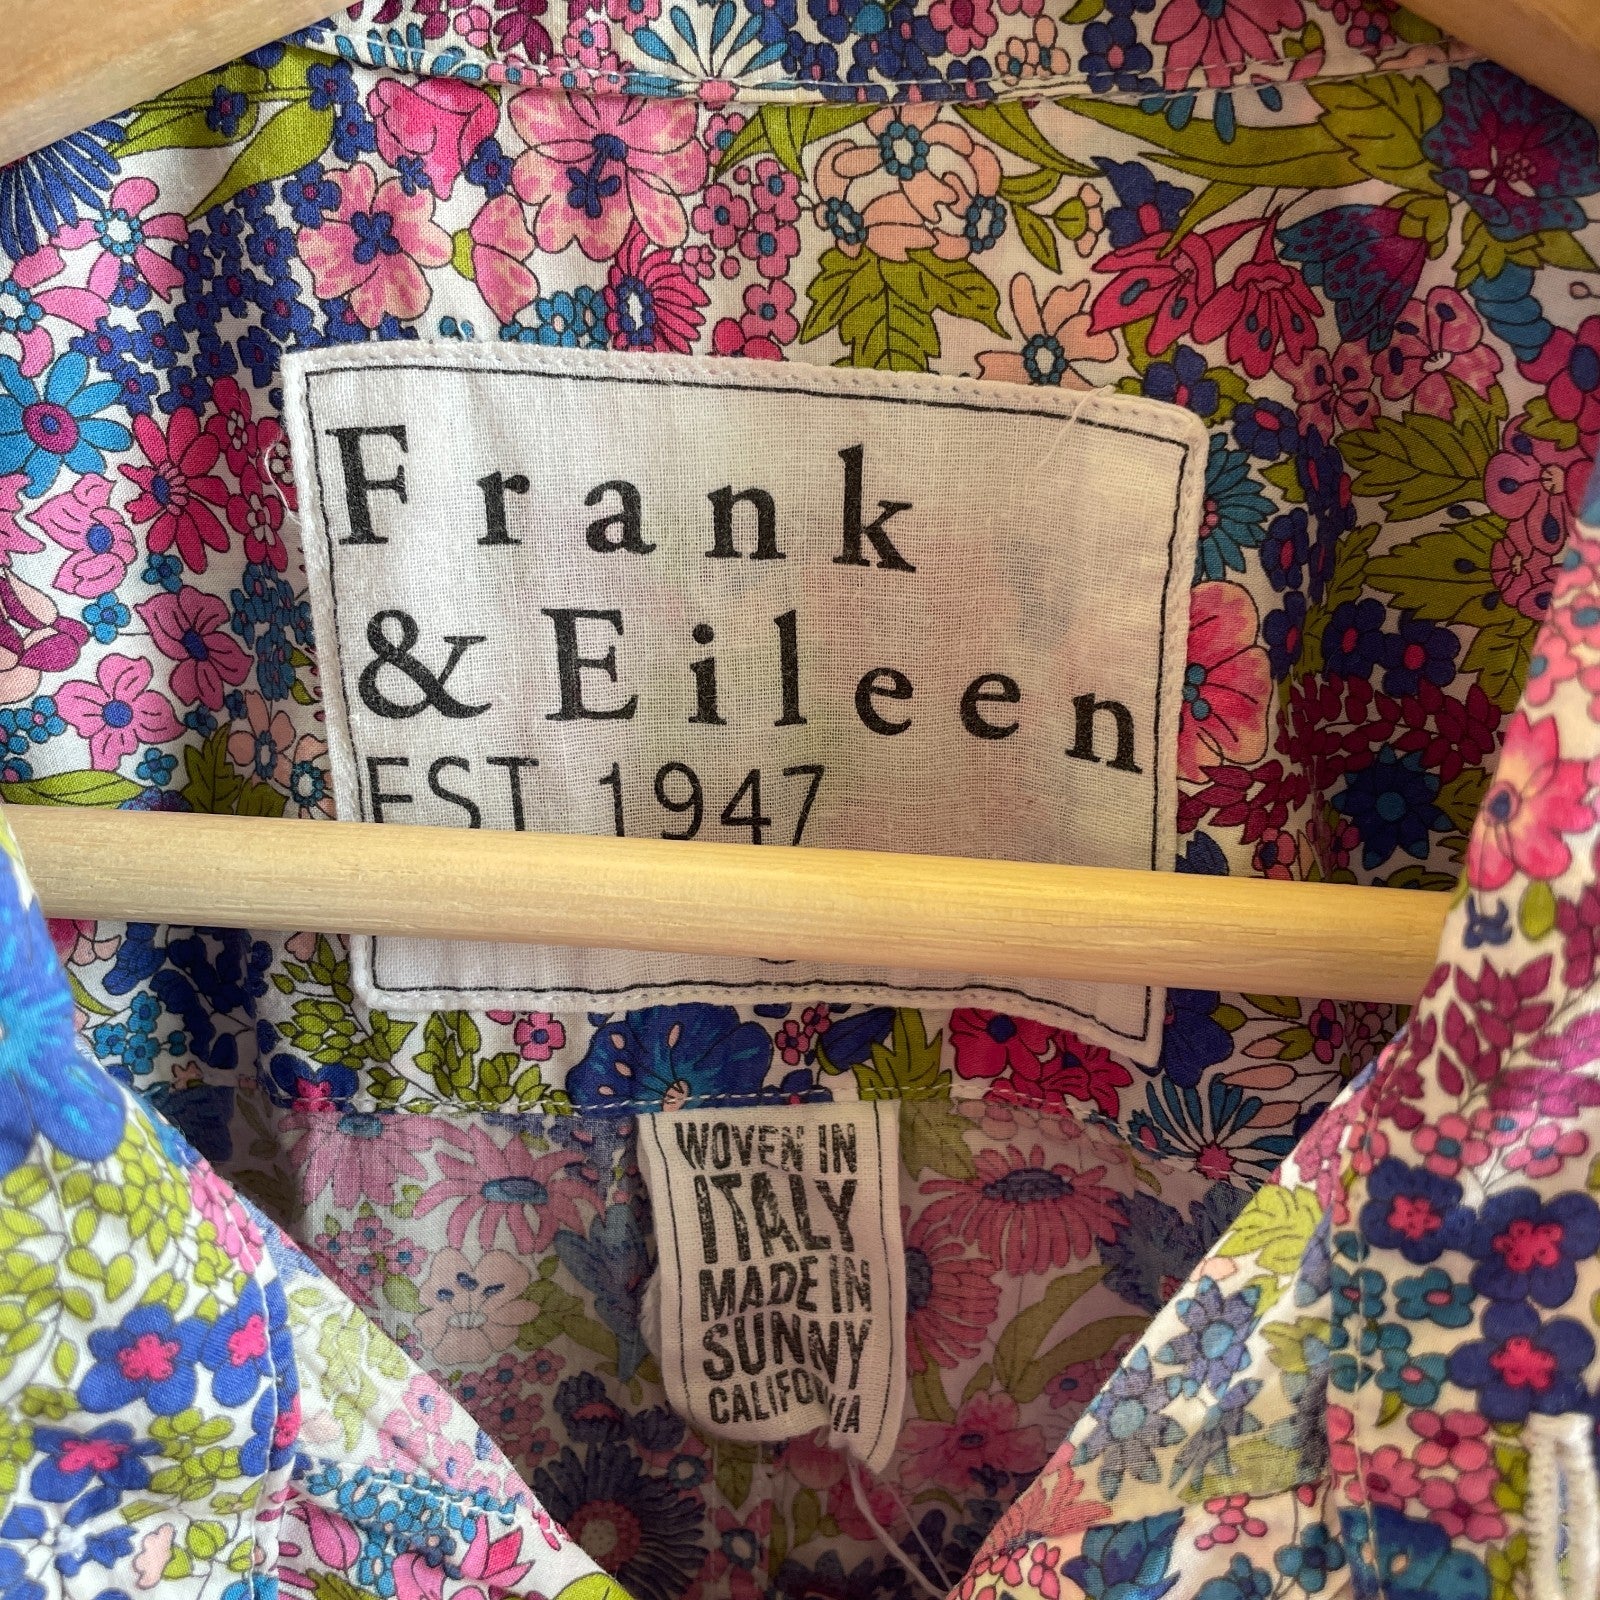 Frank
& Eileen
EST 1947
WOVEN IN
ITALY
MADE IN
SUNNY
CALIFORNIA